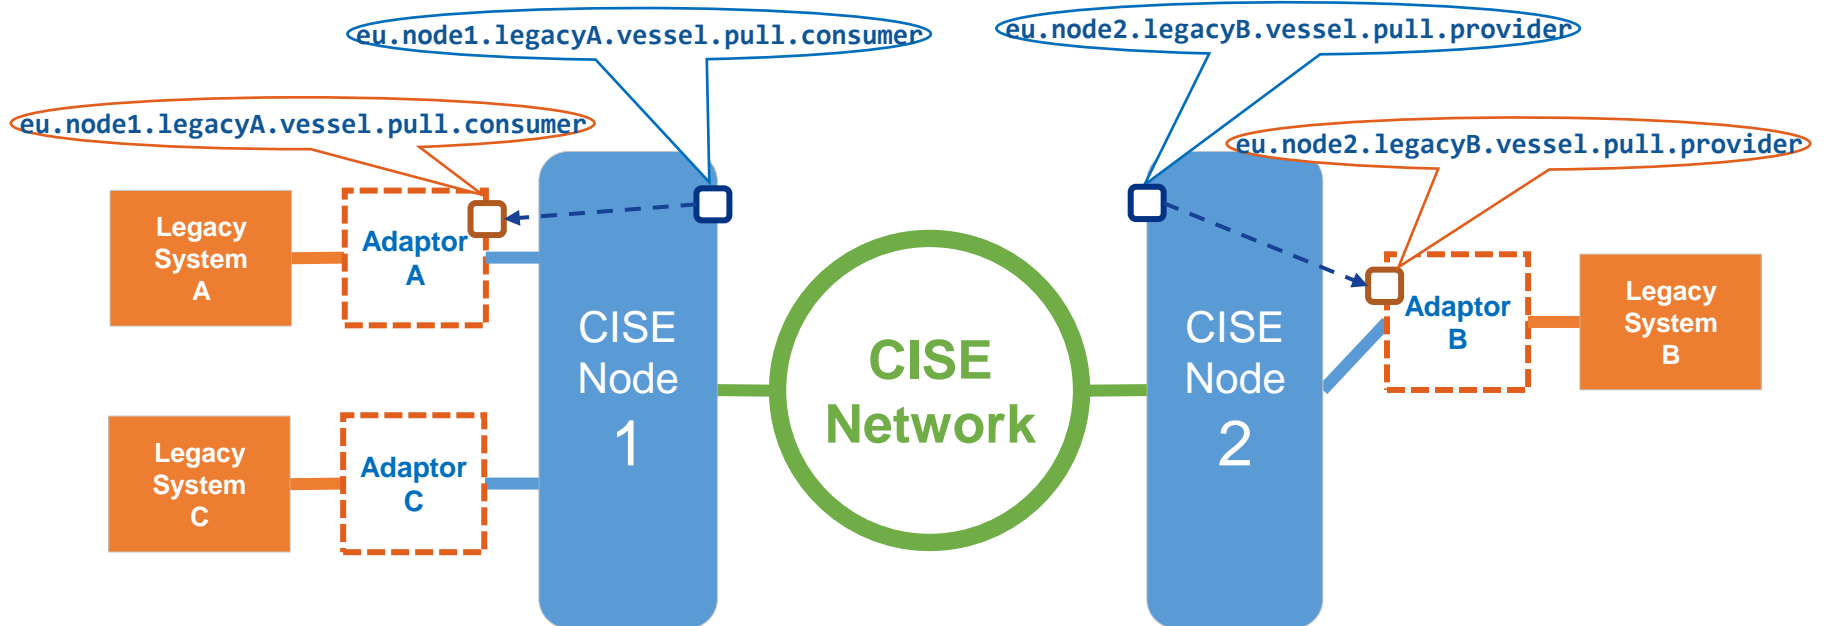 eu.node1.legacyA.vessel.pull.consumer
eu.node2.legacyB.vessel.pull.provider
eu.node1.legacyA.vessel.pull.consumer
eu.node2.legacyB.vessel.pull.provider
Legacy
System
A
Adaptor
A
CISE
Node
1
CISE
Network
CISE
Node
2
Adaptor
B
Legacy
System
B
Legacy
System
C
Adaptor
C